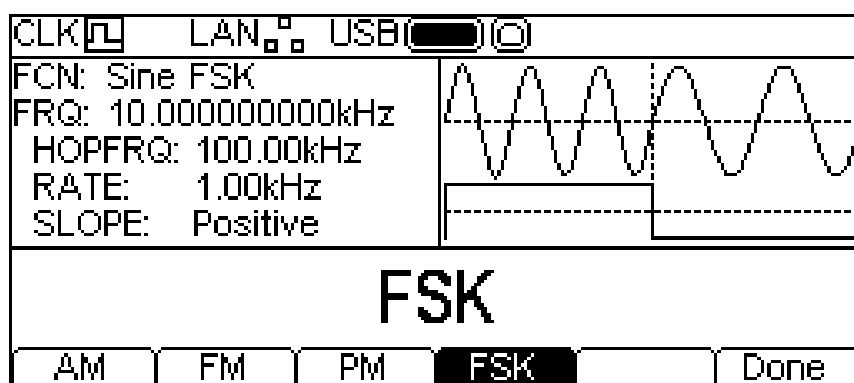 CLK LAN USB
FCN: Sine FSK
FRQ: 10.0000000000kHz
HOPFRQ: 100.00kHz
RATE: 1.00kHz
SLOPE: Positive
FSK
AM FM PM FSK Done